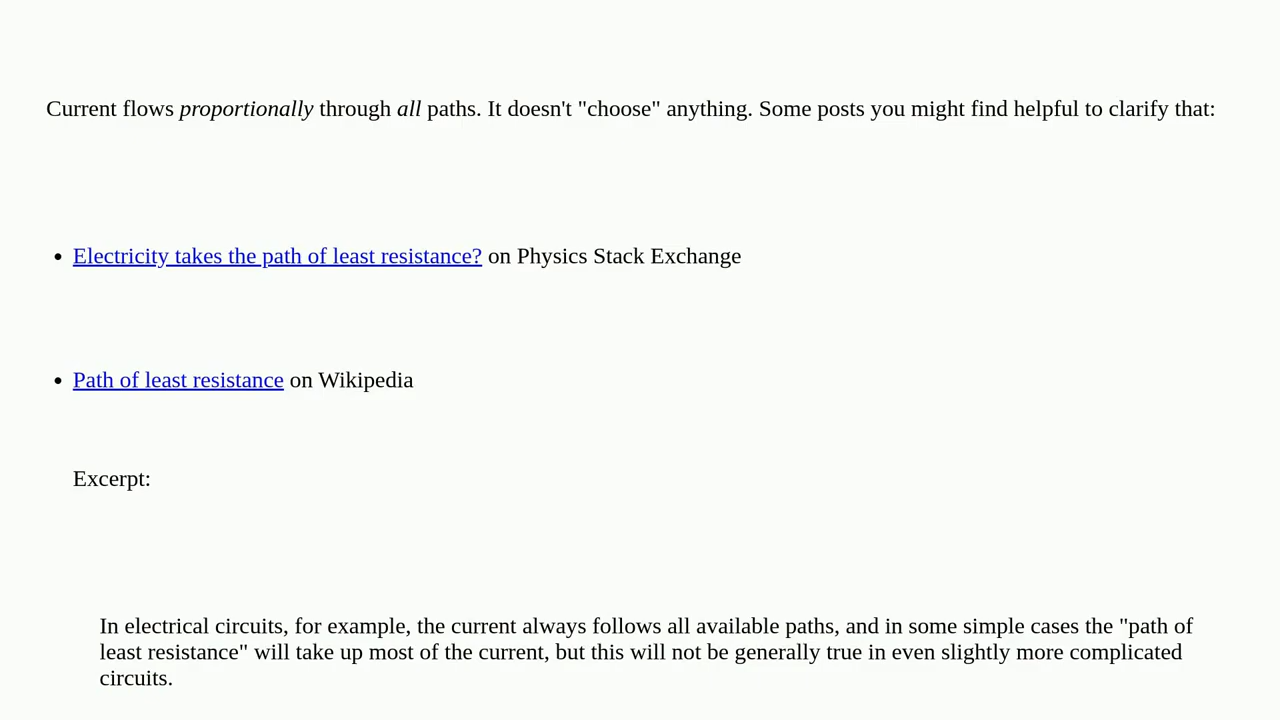 Current flows proportionally through all paths. It doesn't "choose" anything. Some posts you might find helpful to clarify that:
• Electricity takes the path of least resistance? on Physics Stack Exchange
• Path of least resistance on Wikipedia
Excerpt:
In electrical circuits, for example, the current always follows all available paths, and in some simple cases the "path of
least resistance" will take up most of the current, but this will not be generally true in even slightly more complicated
circuits.